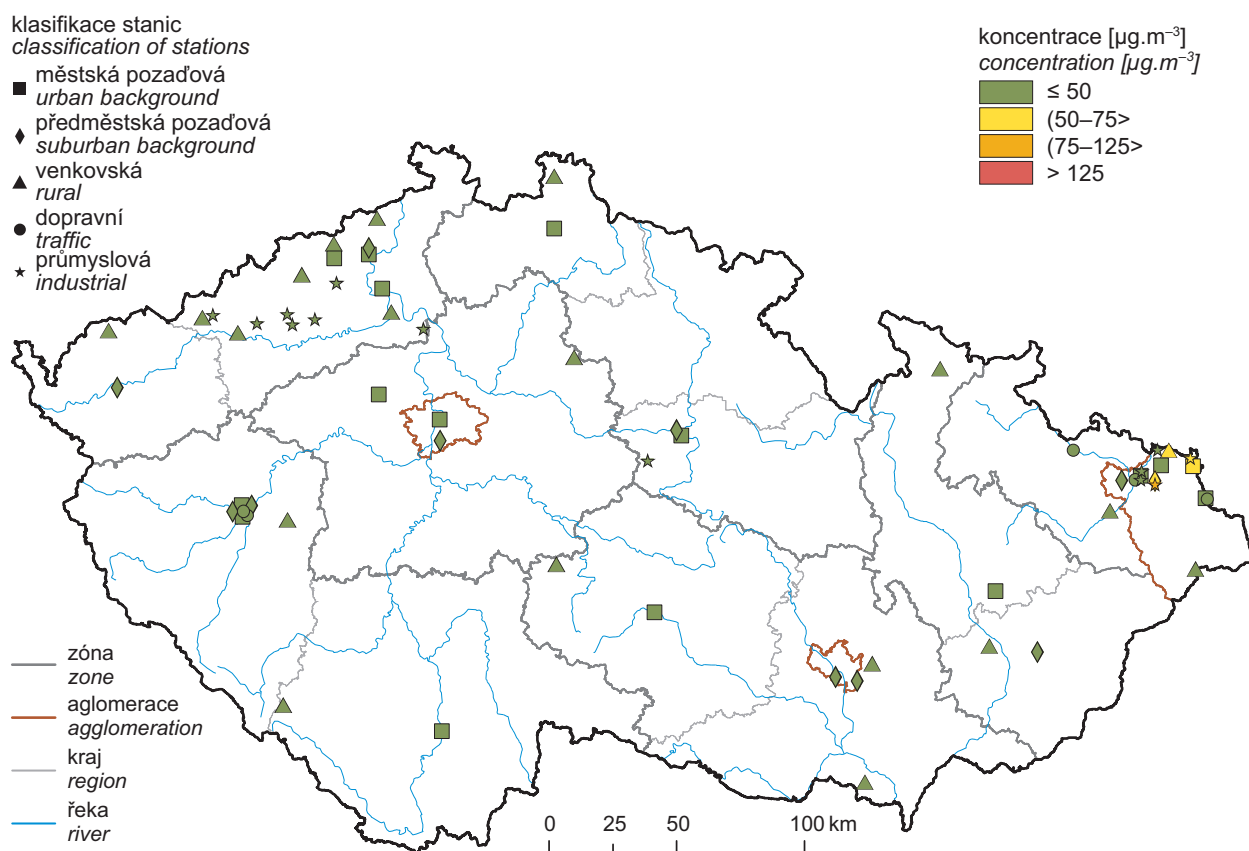 klasifikace stanic
classification of stations
městská pozaďová
urban background
předměstská pozaďová
suburban background
venkovská
rural
dopravní
traffic
průmyslová
industrial
koncentrace [µg.m⁻³]
concentration [µg.m⁻³]
≤ 50
(50–75>
(75–125>
> 125
zóna
zone
aglomerace
agglomeration
kraj
region
řeka
river
0 25 50 100 km